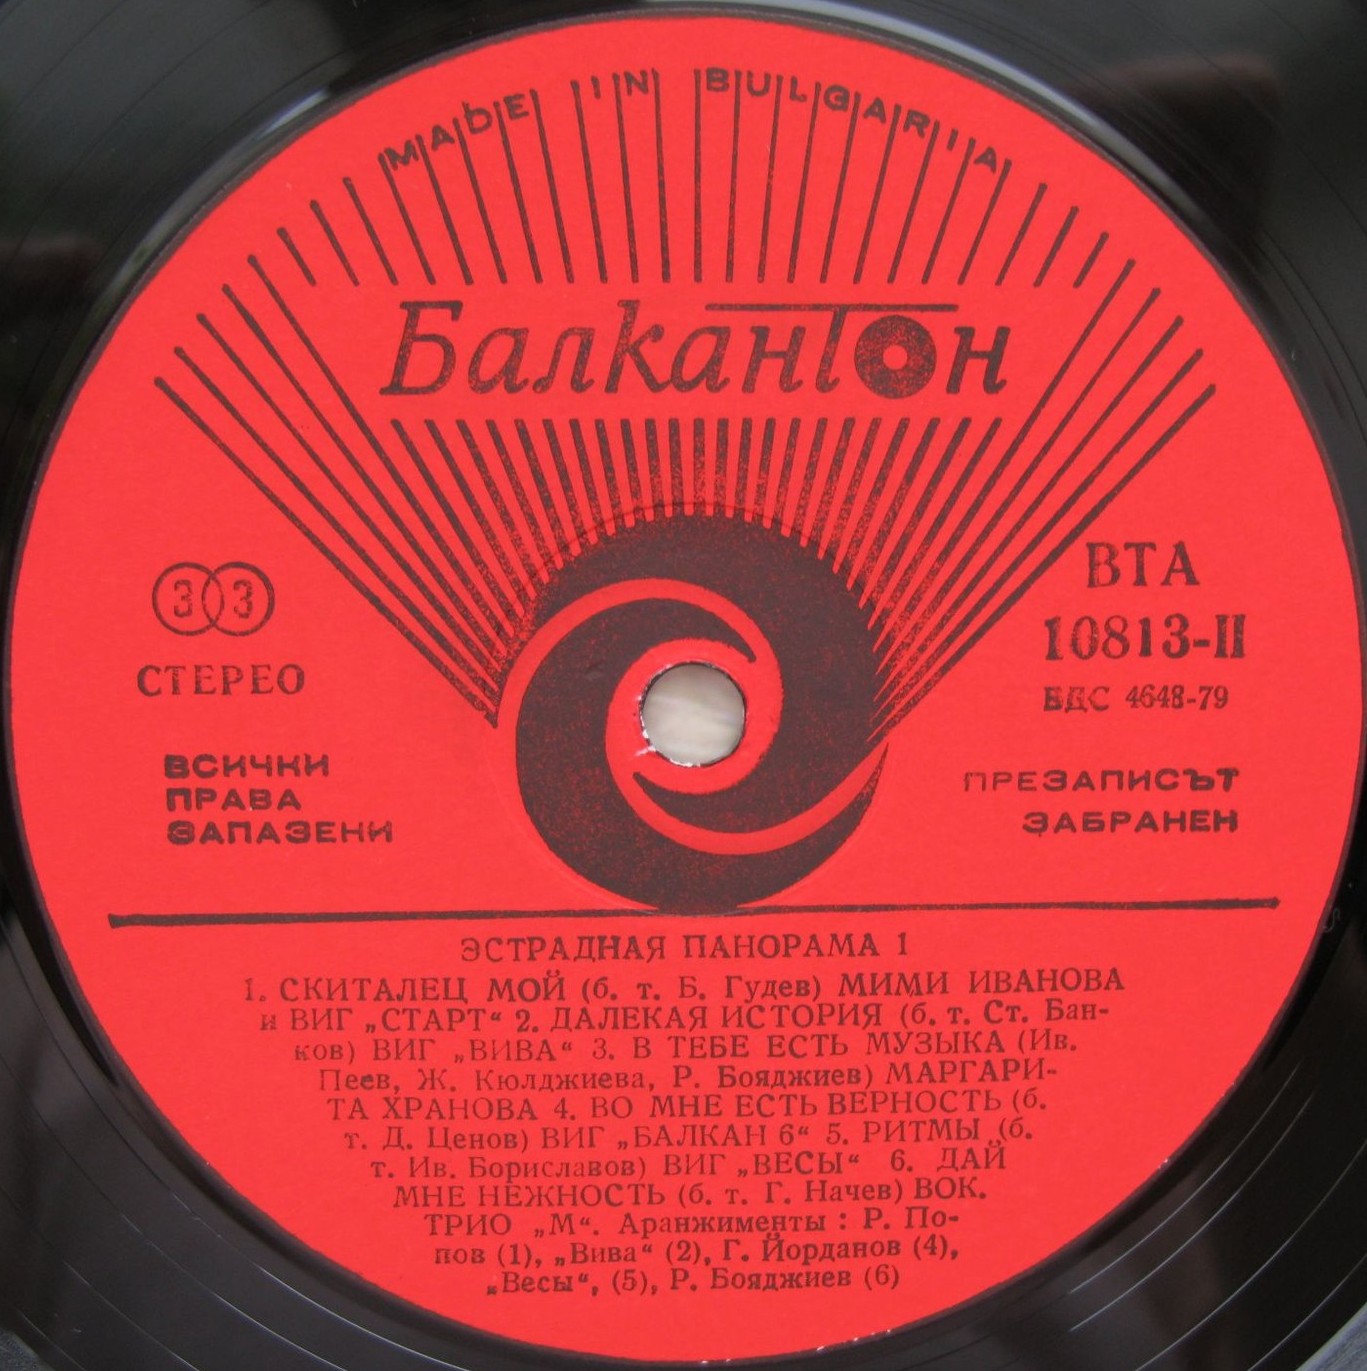 MADE IN BULGARIA
Балкантон
33
СТЕРЕО
ВСИЧКИ
ПРАВА
ЗАПАЗЕНИ
ВТА
10813-II
БДС 4648-79
ПРЕЗАПИСЪТ
ЗАБРАНЕН
ЭСТРАДНАЯ ПАНОРАМА 1
1. СКИТАЛЕЦ МОЙ (б. т. Б. Гудев) МИМИ ИВАНОВА
и ВИГ „СТАРТ“ 2. ДАЛЕКАЯ ИСТОРИЯ (б. т. Ст. Бан-
ков) ВИГ „ВИВА“ 3. В ТЕБЕ ЕСТЬ МУЗЫКА (Ив.
Пеев, Ж. Кюлджиева, Р. Бояджиев) МАРГАРИ-
ТА ХРАНОВА 4. ВО МНЕ ЕСТЬ ВЕРНОСТЬ (б.
т. Д. Ценов) ВИГ „БАЛКАН 6“ 5. РИТМЫ (б.
т. Ив. Бориславов) ВИГ „ВЕСЫ“ 6. ДАЙ
МНЕ НЕЖНОСТЬ (б. т. Г. Начев) ВОК.
ТРИО „М“. Аранжименты : Р. По-
пов (1), „Вива“ (2), Г. Йорданов (4),
„Весы“, (5), Р. Бояджиев (6)